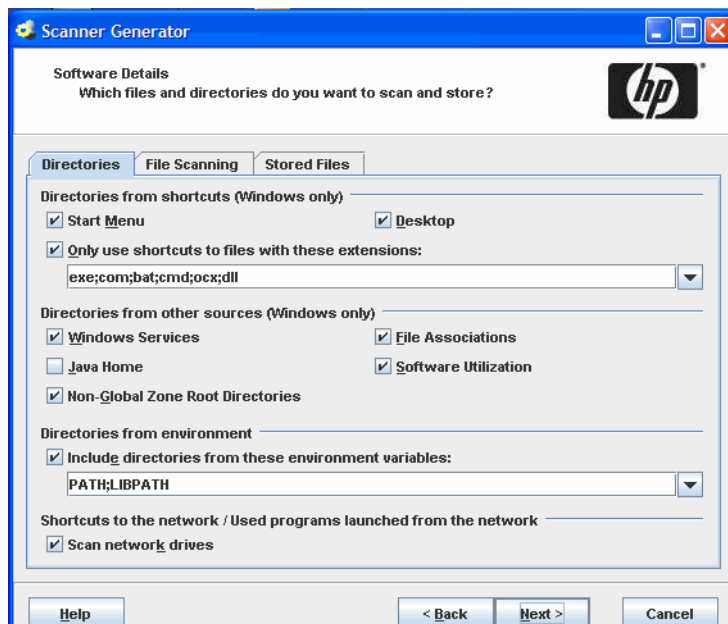 Scanner Generator
Software Details
Which files and directories do you want to scan and store?
hp
Directories File Scanning Stored Files
Directories from shortcuts (Windows only)
Start Menu Desktop
Only use shortcuts to files with these extensions:
exe;com;bat;cmd;ocx;dll
Directories from other sources (Windows only)
Windows Services File Associations
Java Home Software Utilization
Non-Global Zone Root Directories
Directories from environment
Include directories from these environment variables:
PATH;LIBPATH
Shortcuts to the network / Used programs launched from the network
Scan network drives
Help < Back Next > Cancel